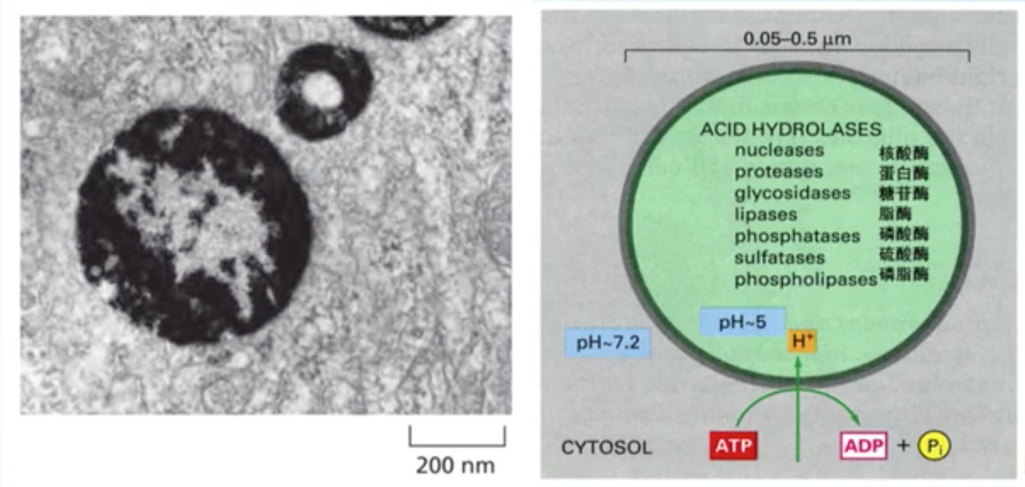 200 nm
0.05–0.5 μm
ACID HYDROLASES
nucleases 核酸酶
proteases 蛋白酶
glycosidases 糖苷酶
lipases 脂酶
phosphatases 磷酸酶
sulfatases 硫酸酶
phospholipases 磷脂酶
pH~5
H⁺
pH~7.2
CYTOSOL ATP ADP + Pᵢ